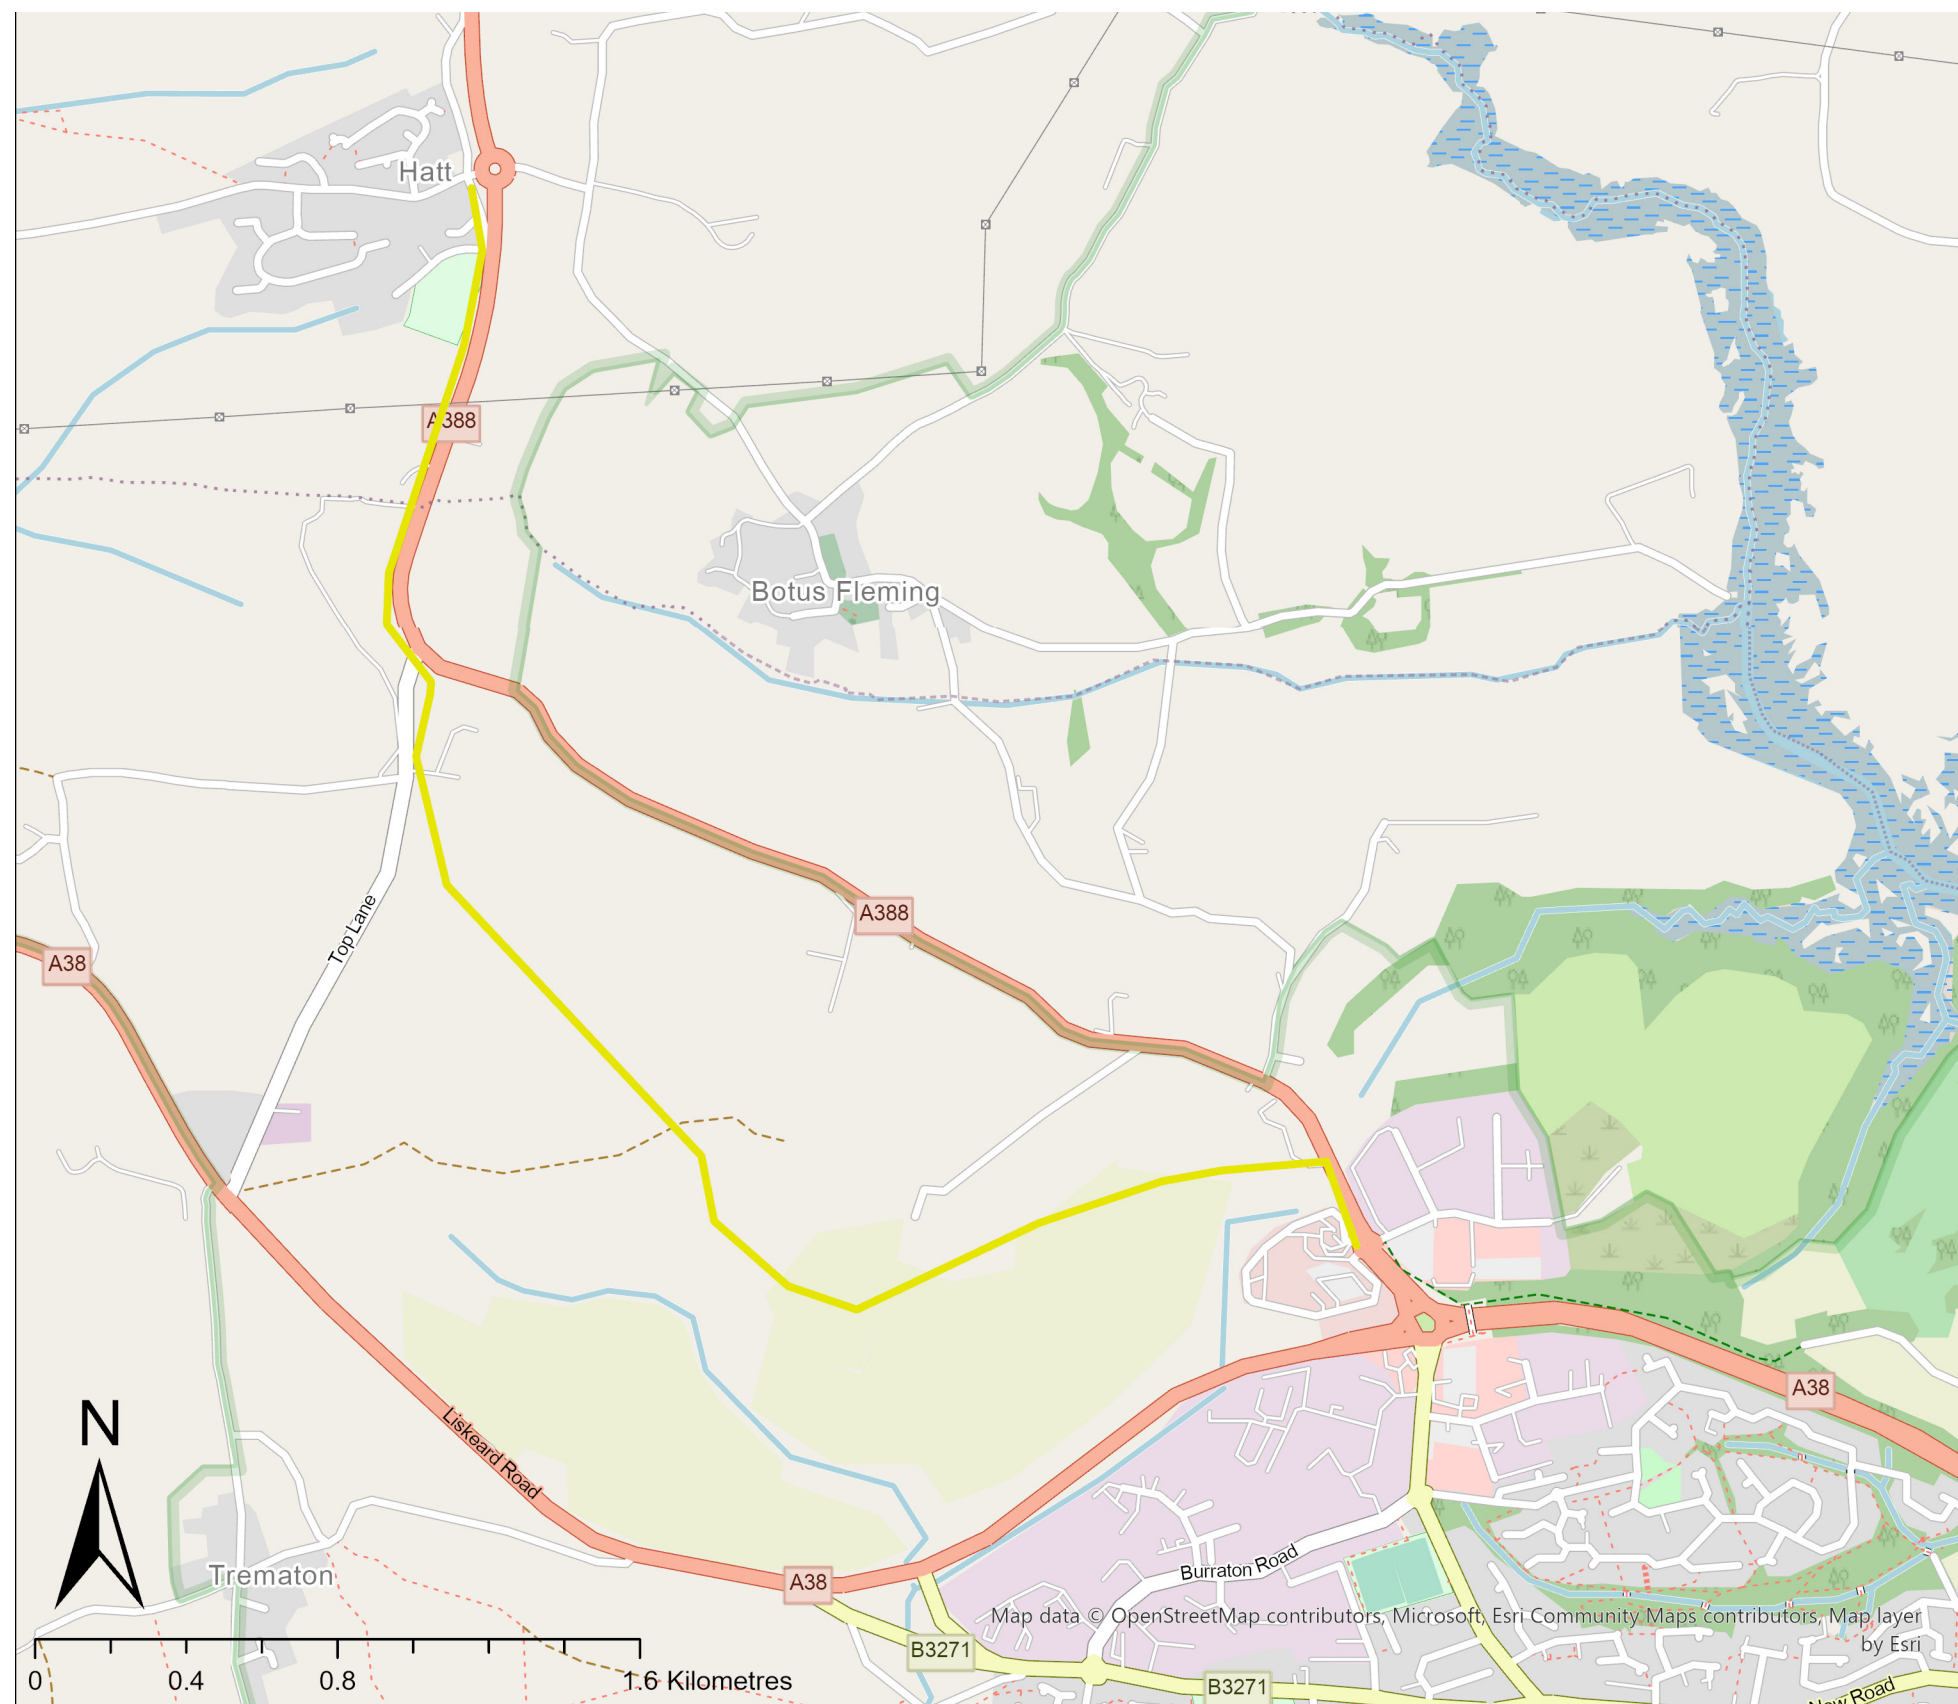 Hatt
A388
Botus Fleming
A388
Top Lane
A38
N
A38
Liskeard Road
Trematon
A38
Burraton Road
Map data © OpenStreetMap contributors, Microsoft, Esri Community Maps contributors, Map layer
by Esri
B3271
0 0.4 0.8 1.6 Kilometres
B3271
New Road